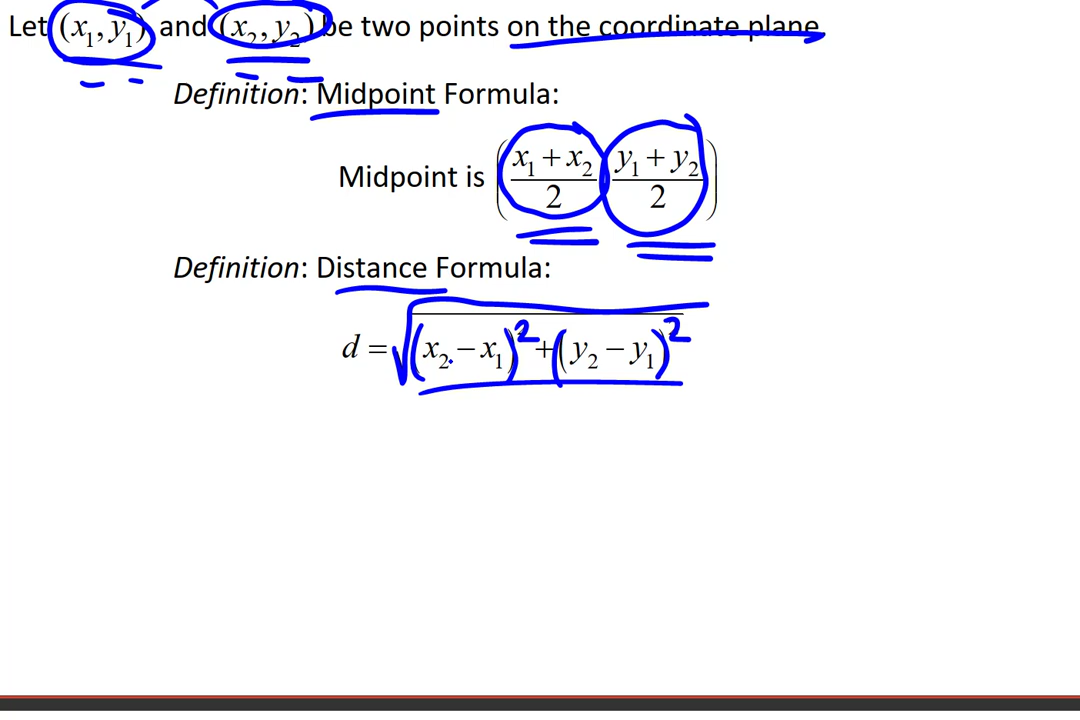 Let (x₁, y₁) and (x₂, y₂) be two points on the coordinate plane.
Definition: Midpoint Formula:
Midpoint is ((x₁ + x₂)/2, (y₁ + y₂)/2)
Definition: Distance Formula:
d = √((x₂ − x₁)² + (y₂ − y₁)²)